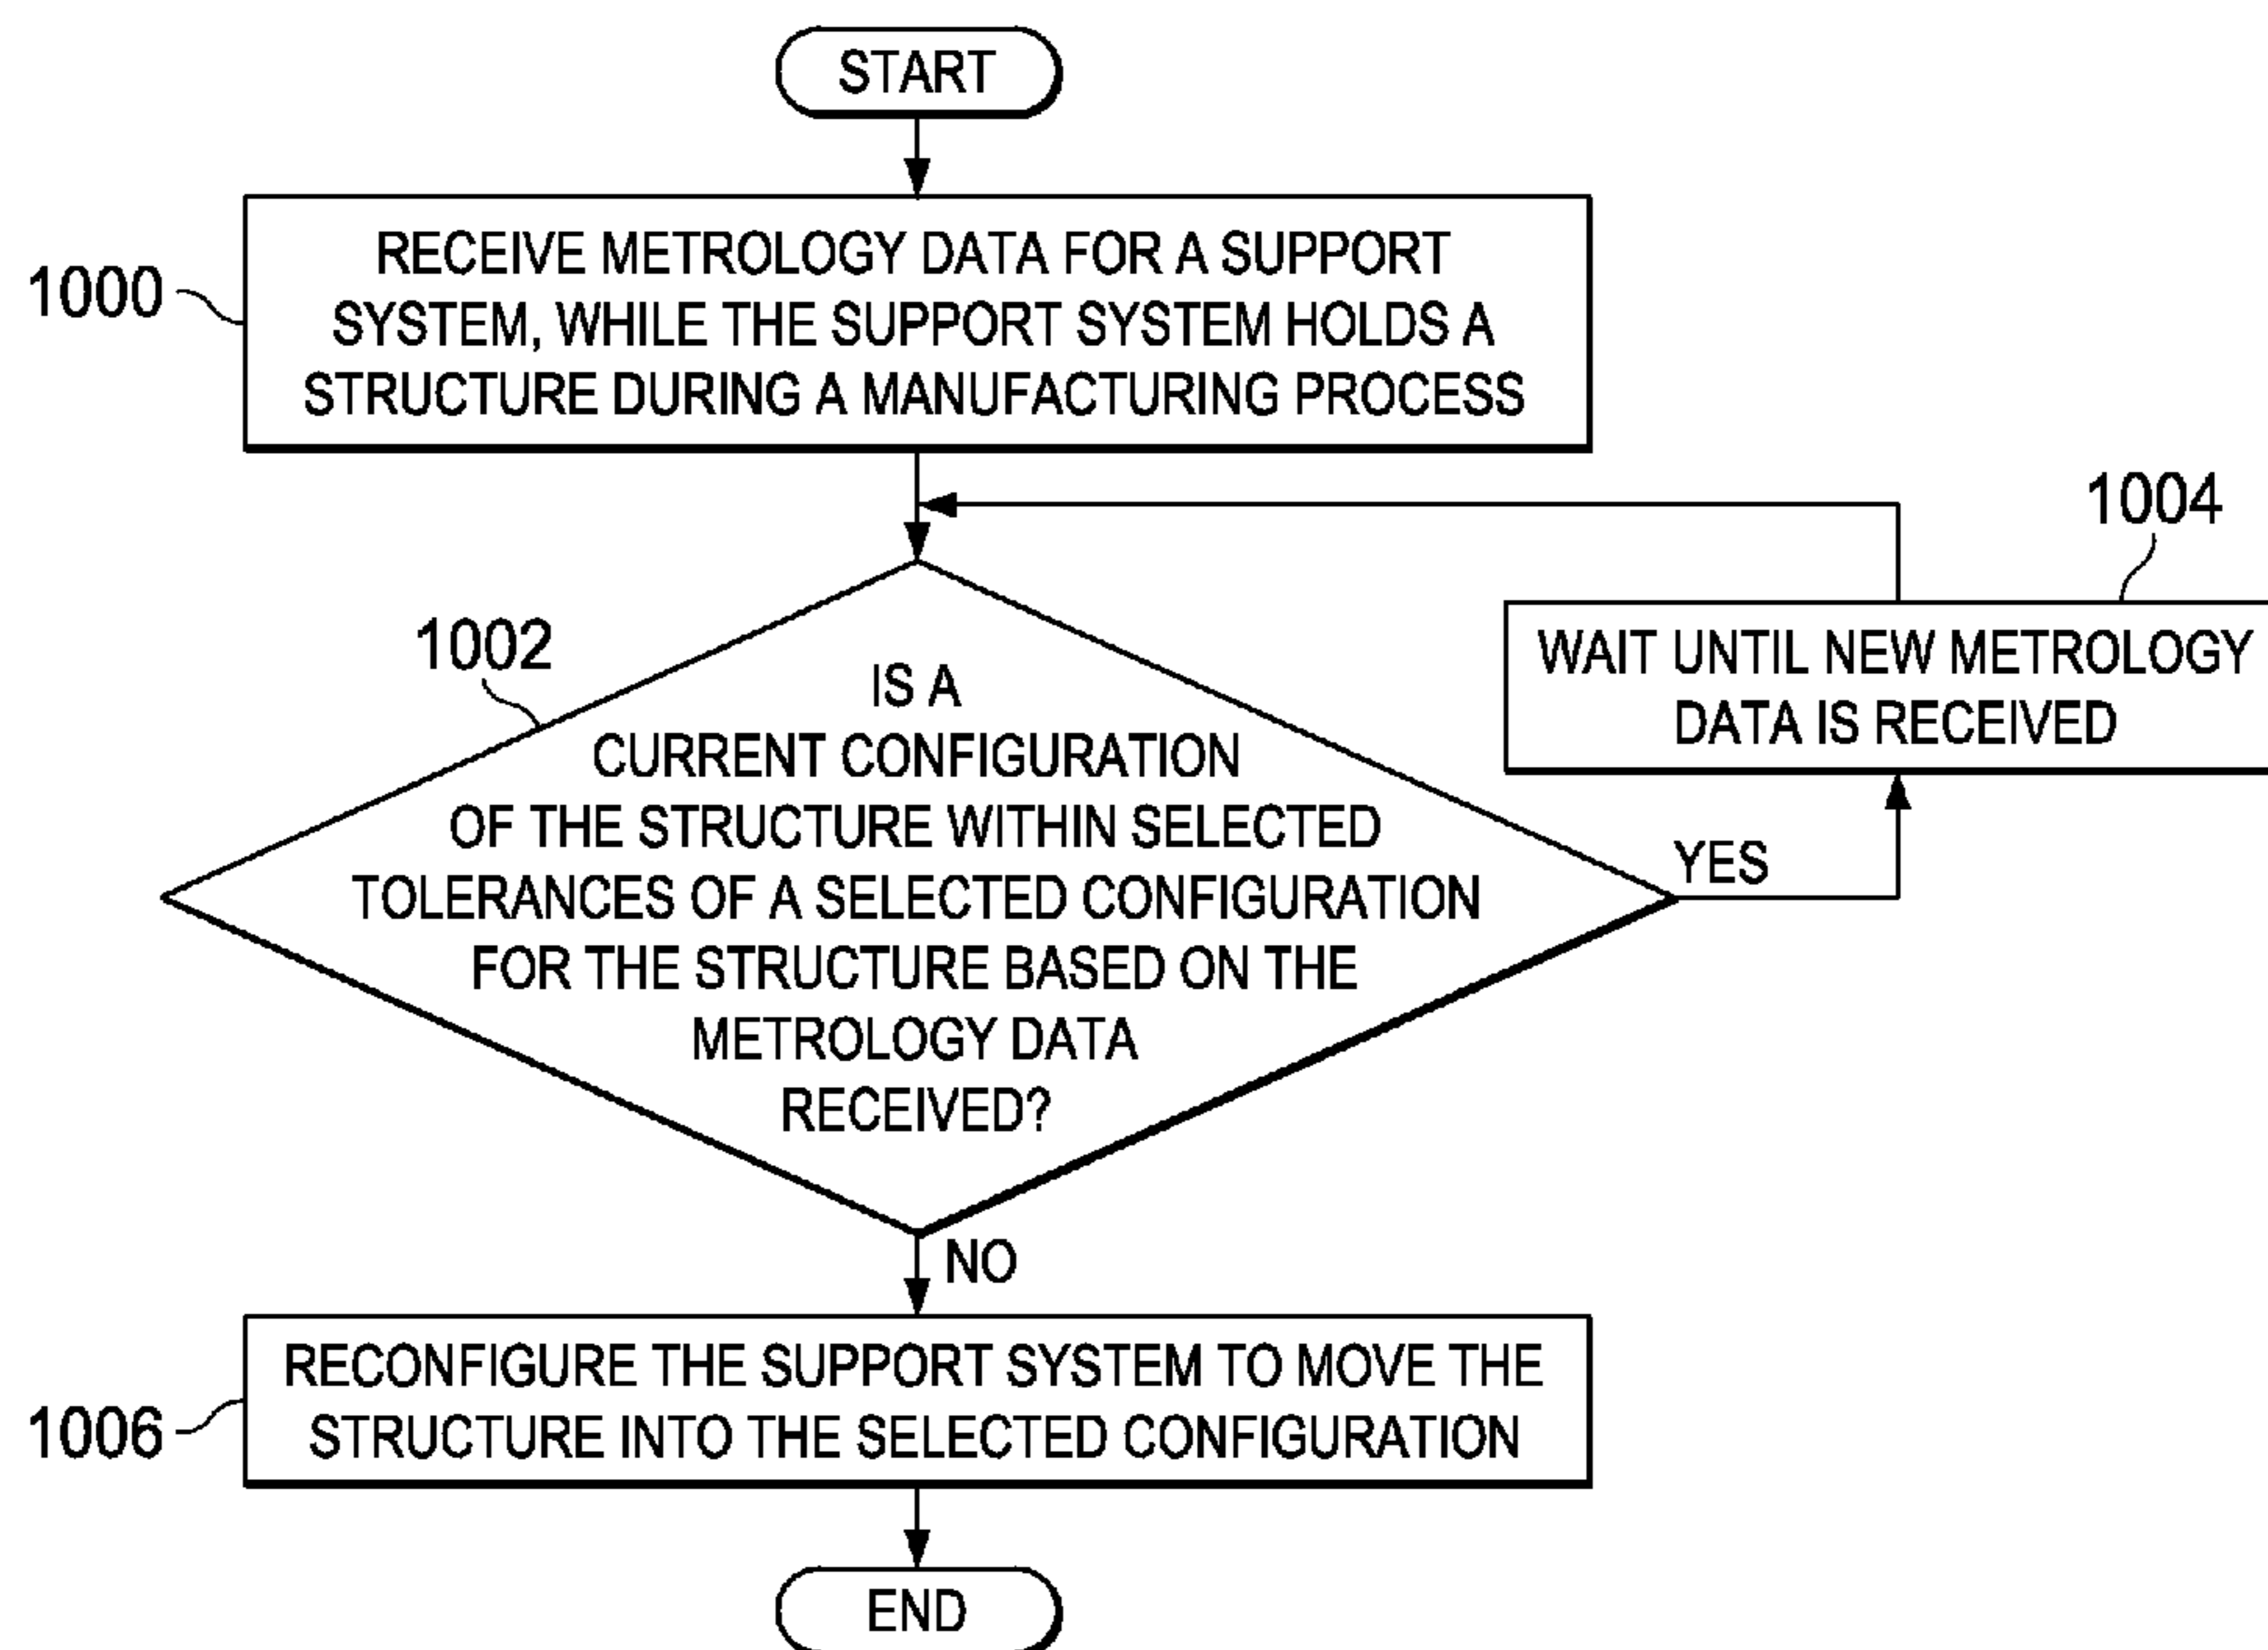 START
1000
RECEIVE METROLOGY DATA FOR A SUPPORT
SYSTEM, WHILE THE SUPPORT SYSTEM HOLDS A
STRUCTURE DURING A MANUFACTURING PROCESS
1004
WAIT UNTIL NEW METROLOGY
DATA IS RECEIVED
1002
IS A
CURRENT CONFIGURATION
OF THE STRUCTURE WITHIN SELECTED
TOLERANCES OF A SELECTED CONFIGURATION
FOR THE STRUCTURE BASED ON THE
METROLOGY DATA
RECEIVED?
YES
NO
1006
RECONFIGURE THE SUPPORT SYSTEM TO MOVE THE
STRUCTURE INTO THE SELECTED CONFIGURATION
END